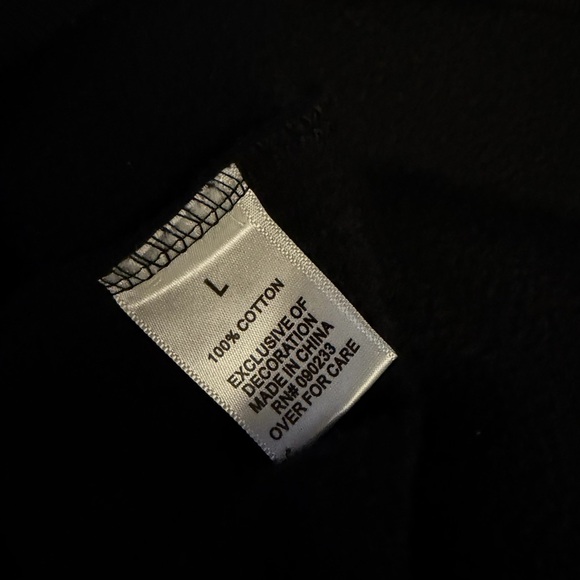 L
100% COTTON
EXCLUSIVE OF
DECORATION
MADE IN CHINA
RN# 090233
OVER FOR CARE